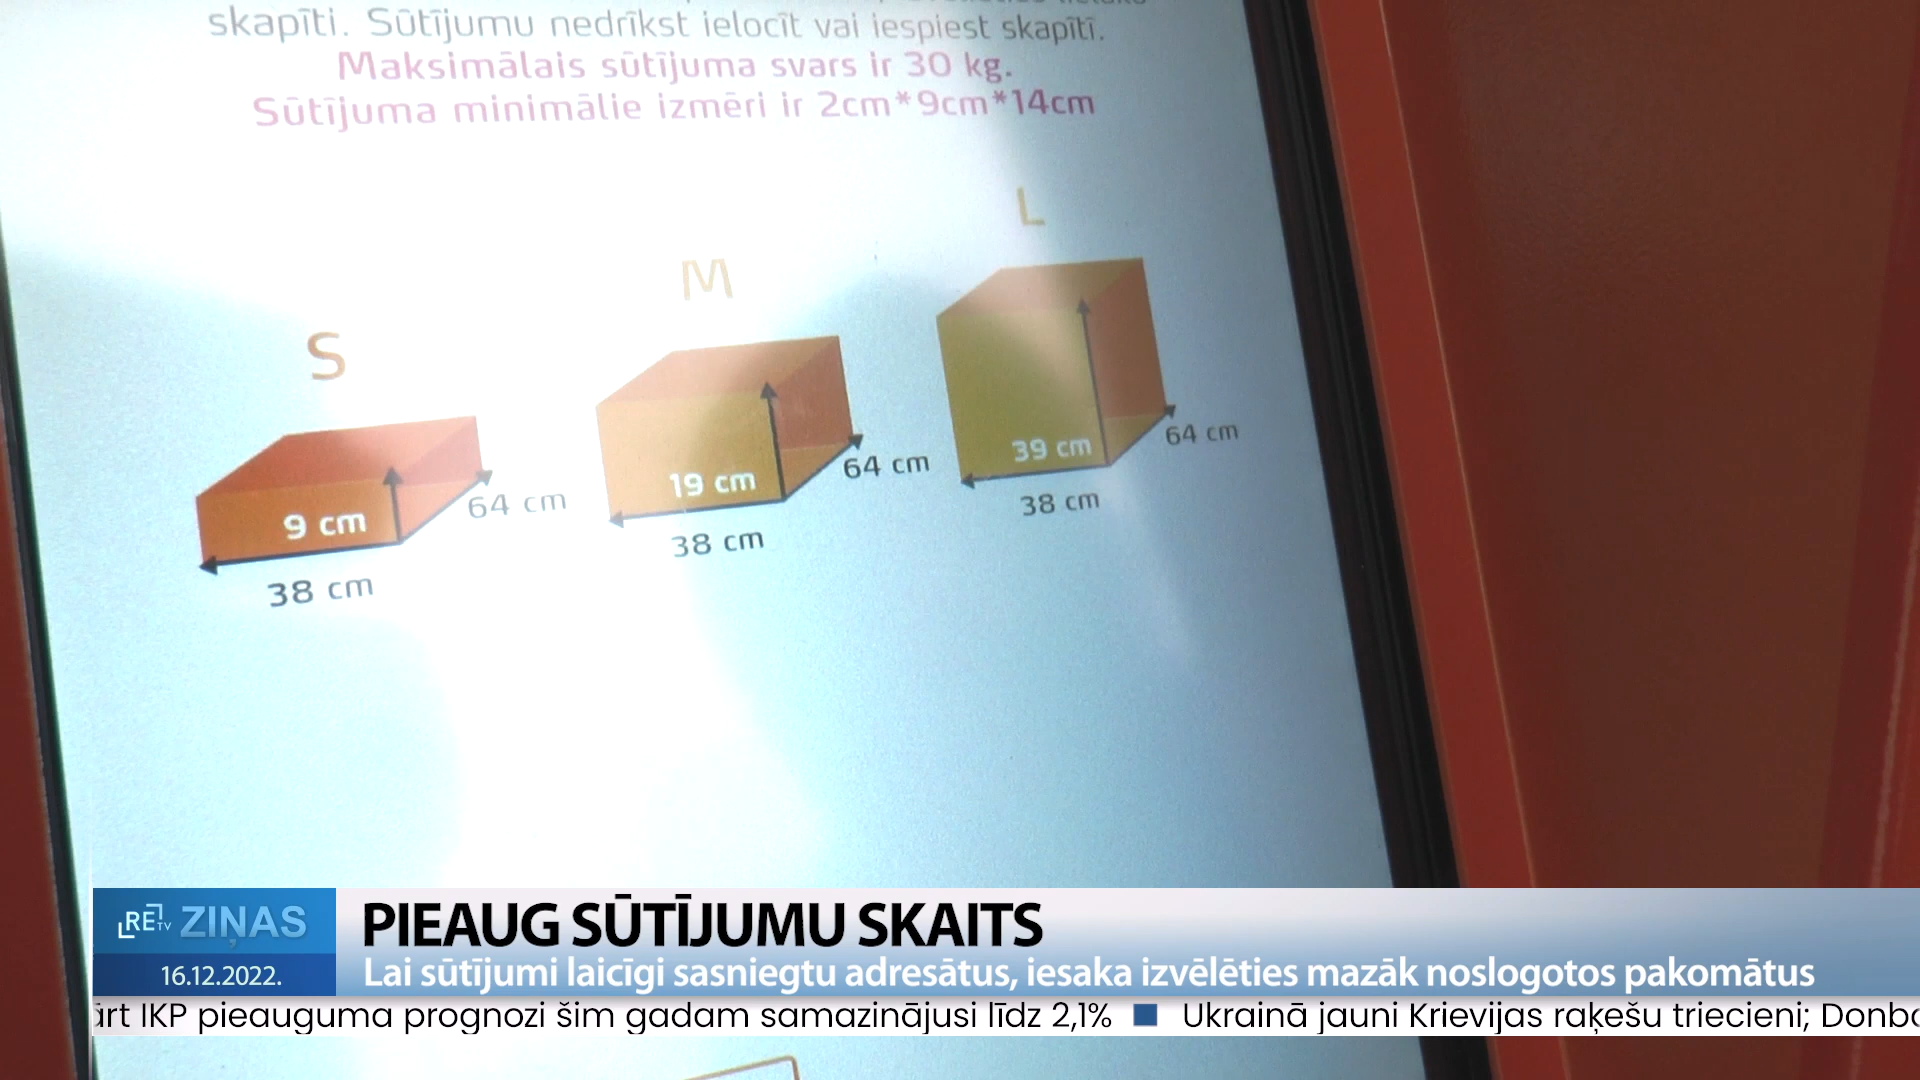 skapītī. Sūtījumu nedrīkst ielocīt vai iespiest skapītī.
Maksimālais sūtījuma svars ir 30 kg.
Sūtījuma minimālie izmēri ir 2cm*9cm*14cm
S
M
L
9 cm
38 cm
64 cm
19 cm
38 cm
64 cm
39 cm
38 cm
64 cm
RE TV ZIŅAS
16.12.2022.
PIEAUG SŪTĪJUMU SKAITS
Lai sūtījumi laicīgi sasniegtu adresātus, iesaka izvēlēties mazāk noslogotos pakomātus
IKP pieauguma prognozi šim gadam samazinājusi līdz 2,1% Ukrainā jauni Krievijas raķešu triecieni;